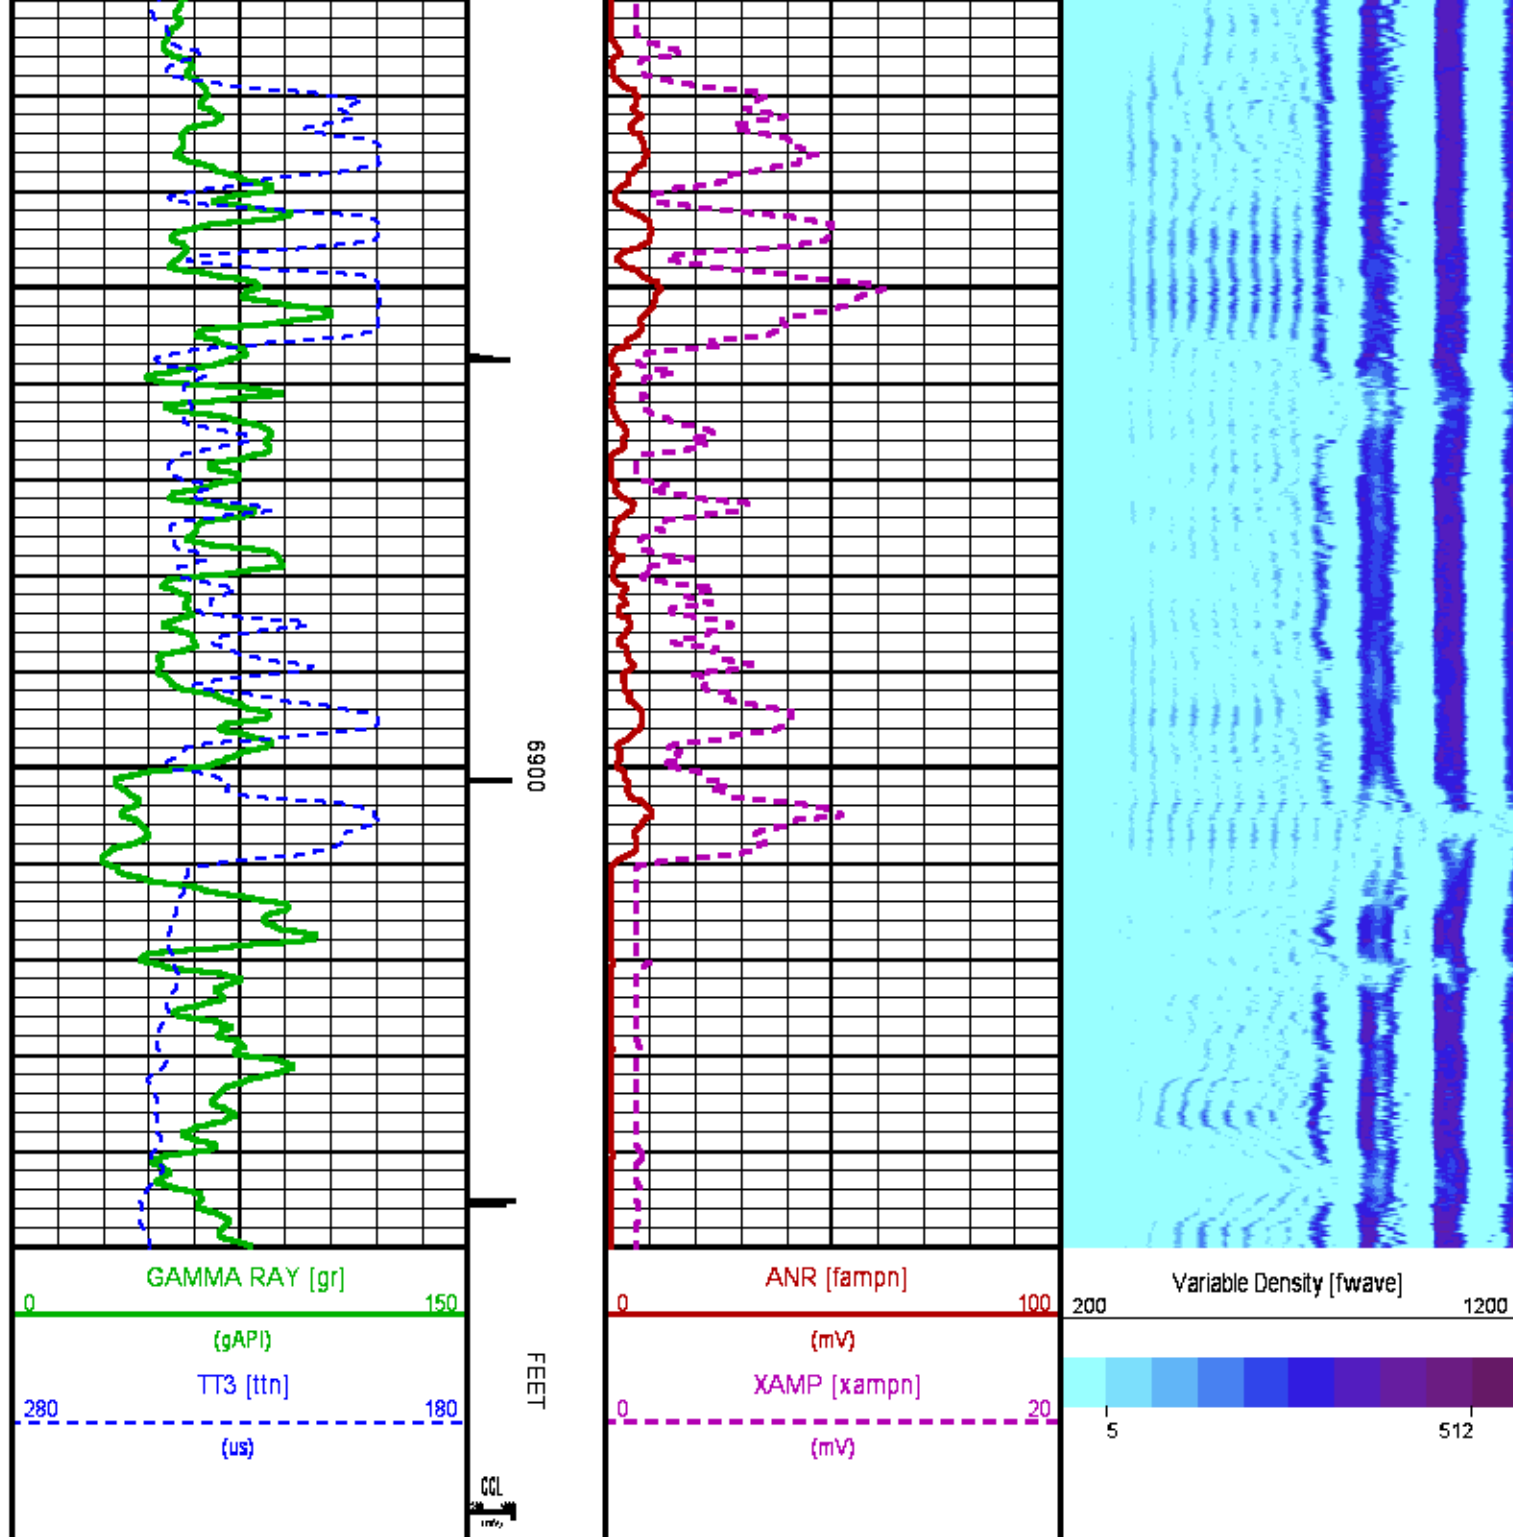 6900
GAMMA RAY [gr]
0 150
(gAPI)
TT3 [ttn]
280 180
(us)
FEET
CCL
ANR [fampn]
0 100
(mV)
XAMP [xampn]
0 20
(mV)
Variable Density [fwave]
200 1200
5 512